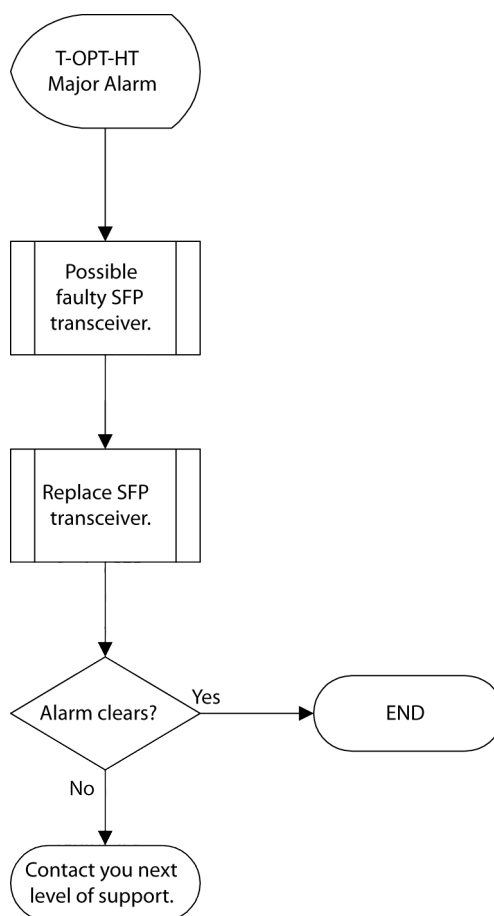 T-OPT-HT
Major Alarm
Possible
faulty SFP
transceiver.
Replace SFP
transceiver.
Alarm clears?
Yes
END
No
Contact you next
level of support.